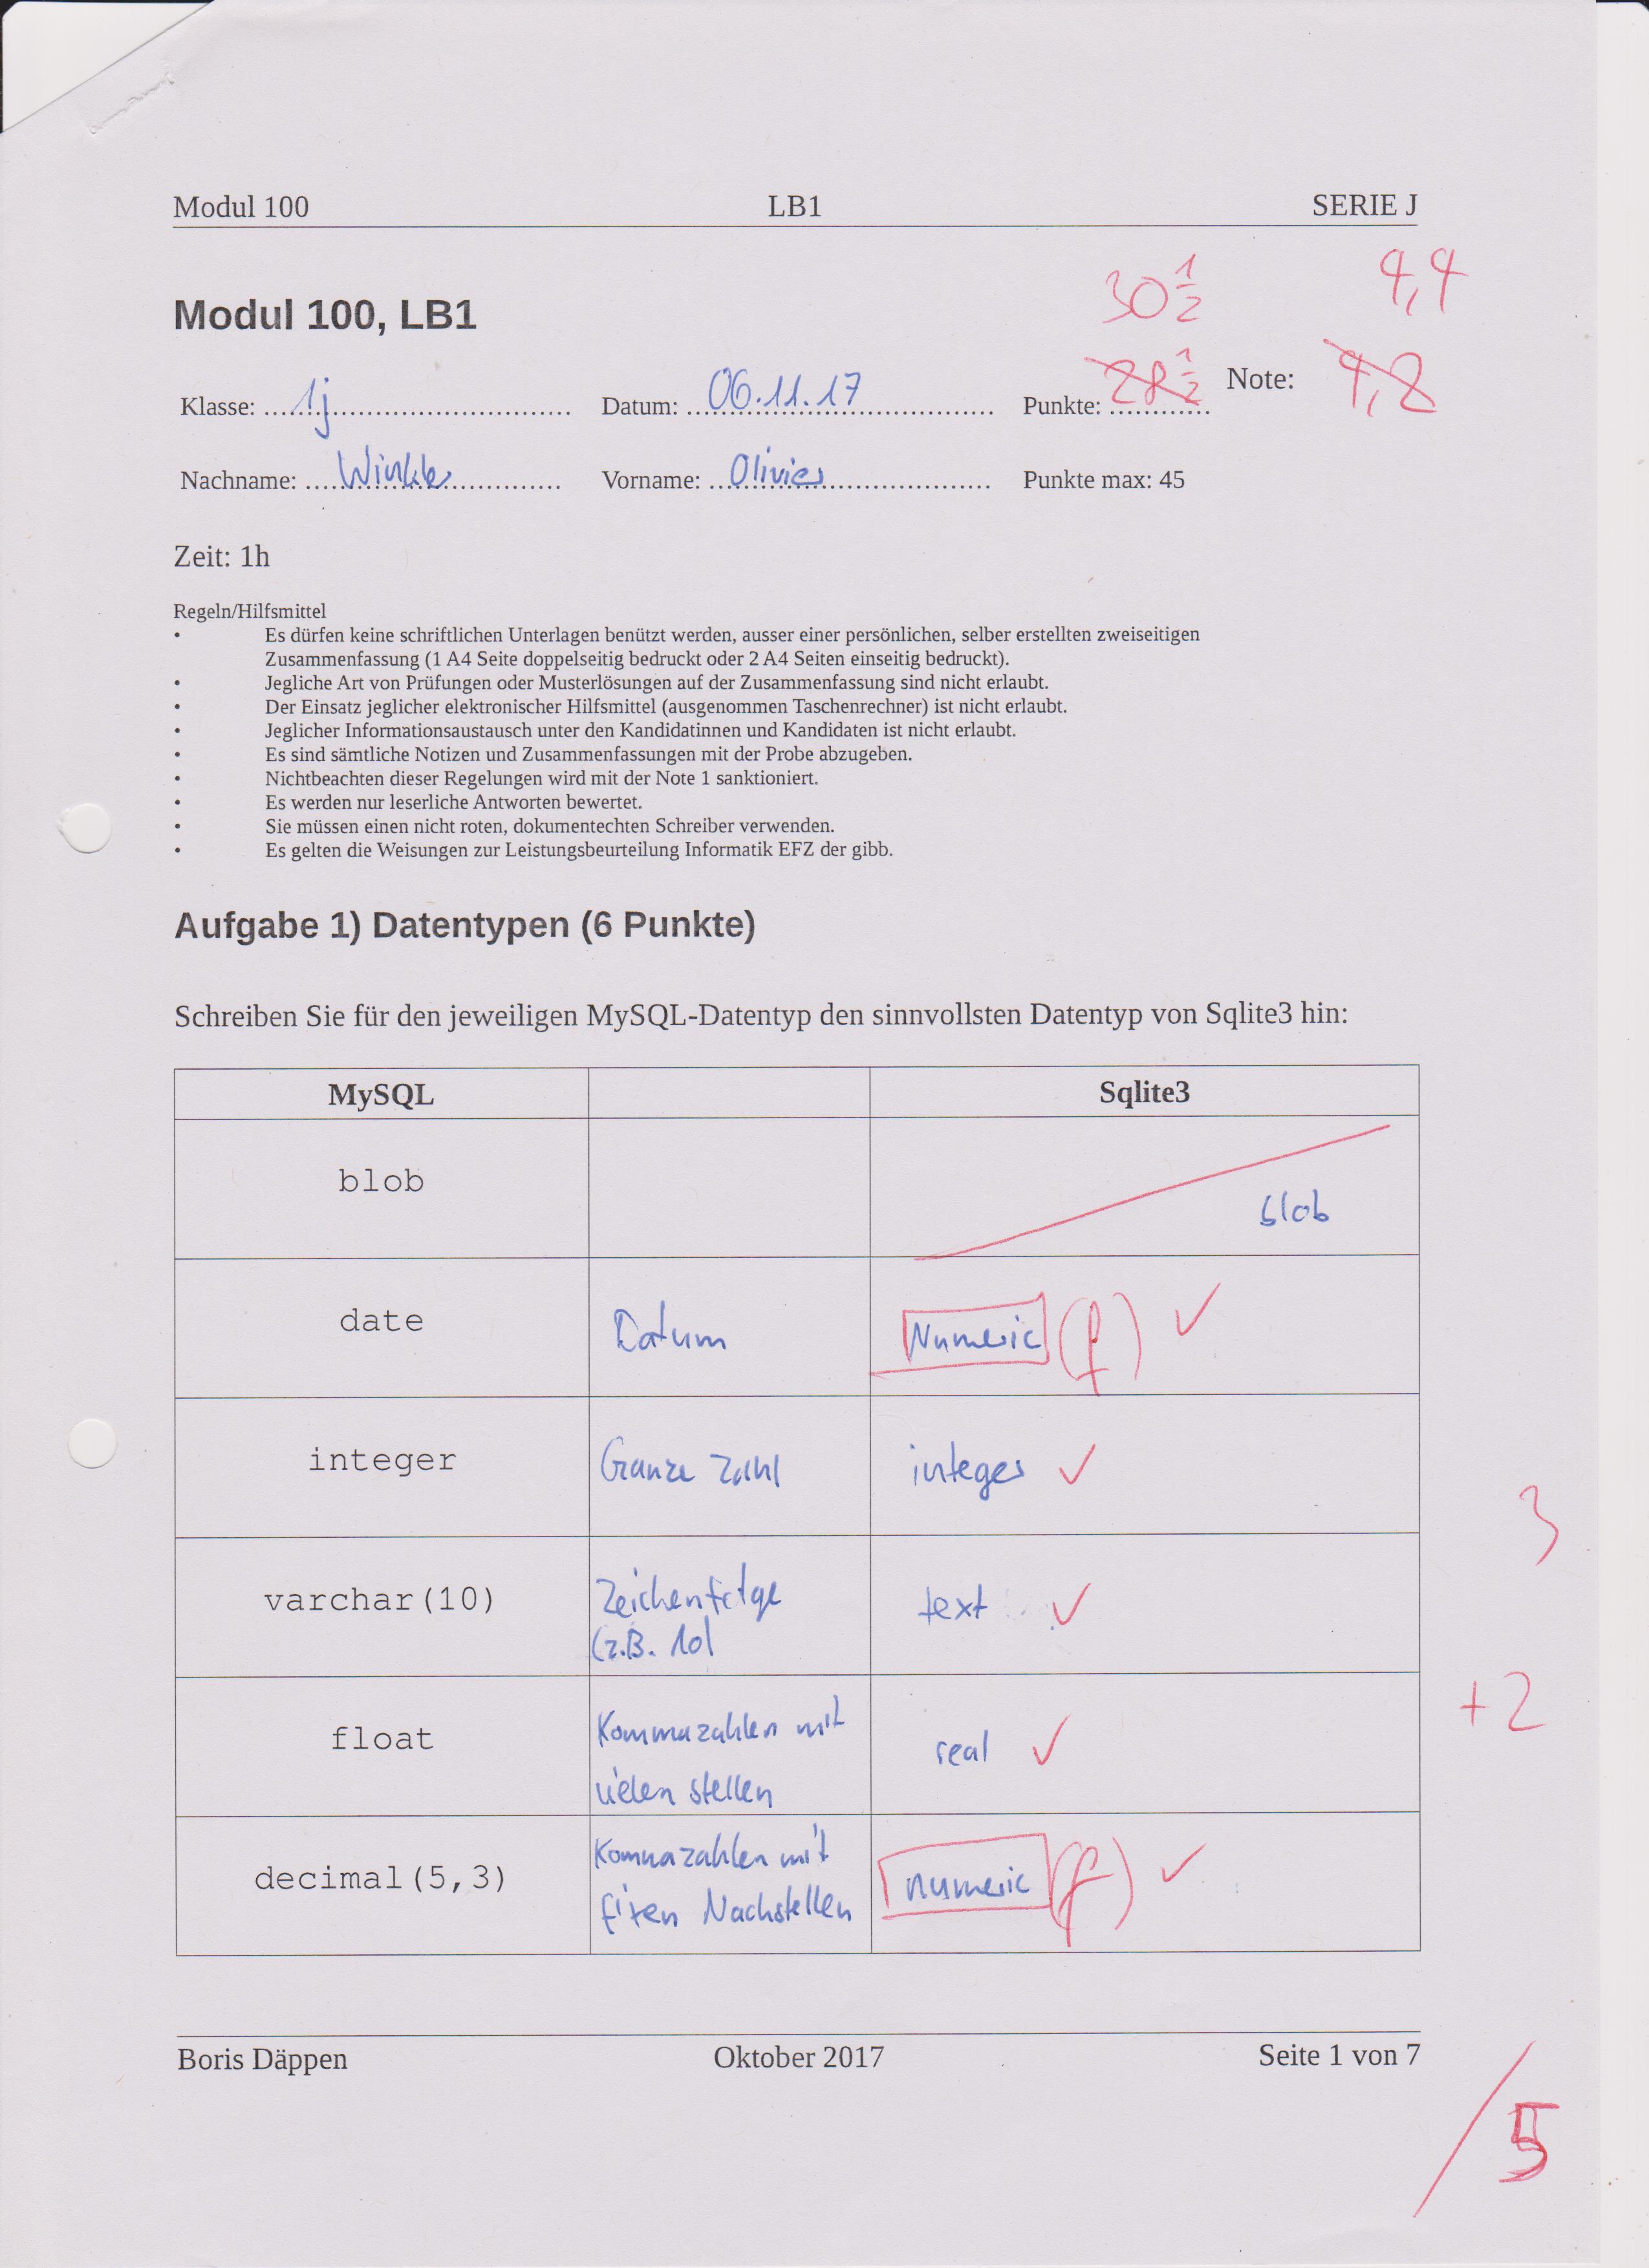 Modul 100 LB1 SERIE J
30 1/2 4,4
Modul 100, LB1
Klasse: 1j Datum: 06.11.17 Punkte: 28 1/2 Note: 4,2
Nachname: Winkler Vorname: Olivier Punkte max: 45
Zeit: 1h
Regeln/Hilfsmittel
• Es dürfen keine schriftlichen Unterlagen benützt werden, ausser einer persönlichen, selber erstellten zweiseitigen
Zusammenfassung (1 A4 Seite doppelseitig bedruckt oder 2 A4 Seiten einseitig bedruckt).
• Jegliche Art von Prüfungen oder Musterlösungen auf der Zusammenfassung sind nicht erlaubt.
• Der Einsatz jeglicher elektronischer Hilfsmittel (ausgenommen Taschenrechner) ist nicht erlaubt.
• Jeglicher Informationsaustausch unter den Kandidatinnen und Kandidaten ist nicht erlaubt.
• Es sind sämtliche Notizen und Zusammenfassungen mit der Probe abzugeben.
• Nichtbeachten dieser Regelungen wird mit der Note 1 sanktioniert.
• Es werden nur leserliche Antworten bewertet.
• Sie müssen einen nicht roten, dokumentechten Schreiber verwenden.
• Es gelten die Weisungen zur Leistungsbeurteilung Informatik EFZ der gibb.
Aufgabe 1) Datentypen (6 Punkte)
Schreiben Sie für den jeweiligen MySQL-Datentyp den sinnvollsten Datentyp von Sqlite3 hin:
MySQL Sqlite3
blob blob
date Datum Numeric (f) ✓
integer Ganze Zahl integer ✓
3
varchar(10) Zeichenfolge text ✓
(z.B. 10)
+2
float Kommazahlen mit real ✓
vielen stellen
decimal(5,3) Kommazahlen mit numeric (f) ✓
fixen Nachstellen
Boris Däppen Oktober 2017 Seite 1 von 7
/5